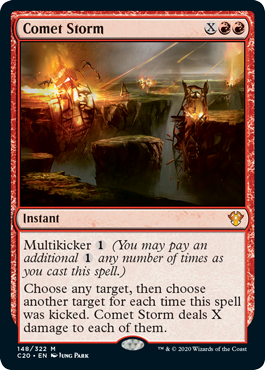 Comet Storm X
Instant
Multikicker 1 (You may pay an
additional 1 any number of times as
you cast this spell.)
Choose any target, then choose
another target for each time this spell
was kicked. Comet Storm deals X
damage to each of them.
148/322 M
C20 • EN Jung Park
™ & © 2020 Wizards of the Coast